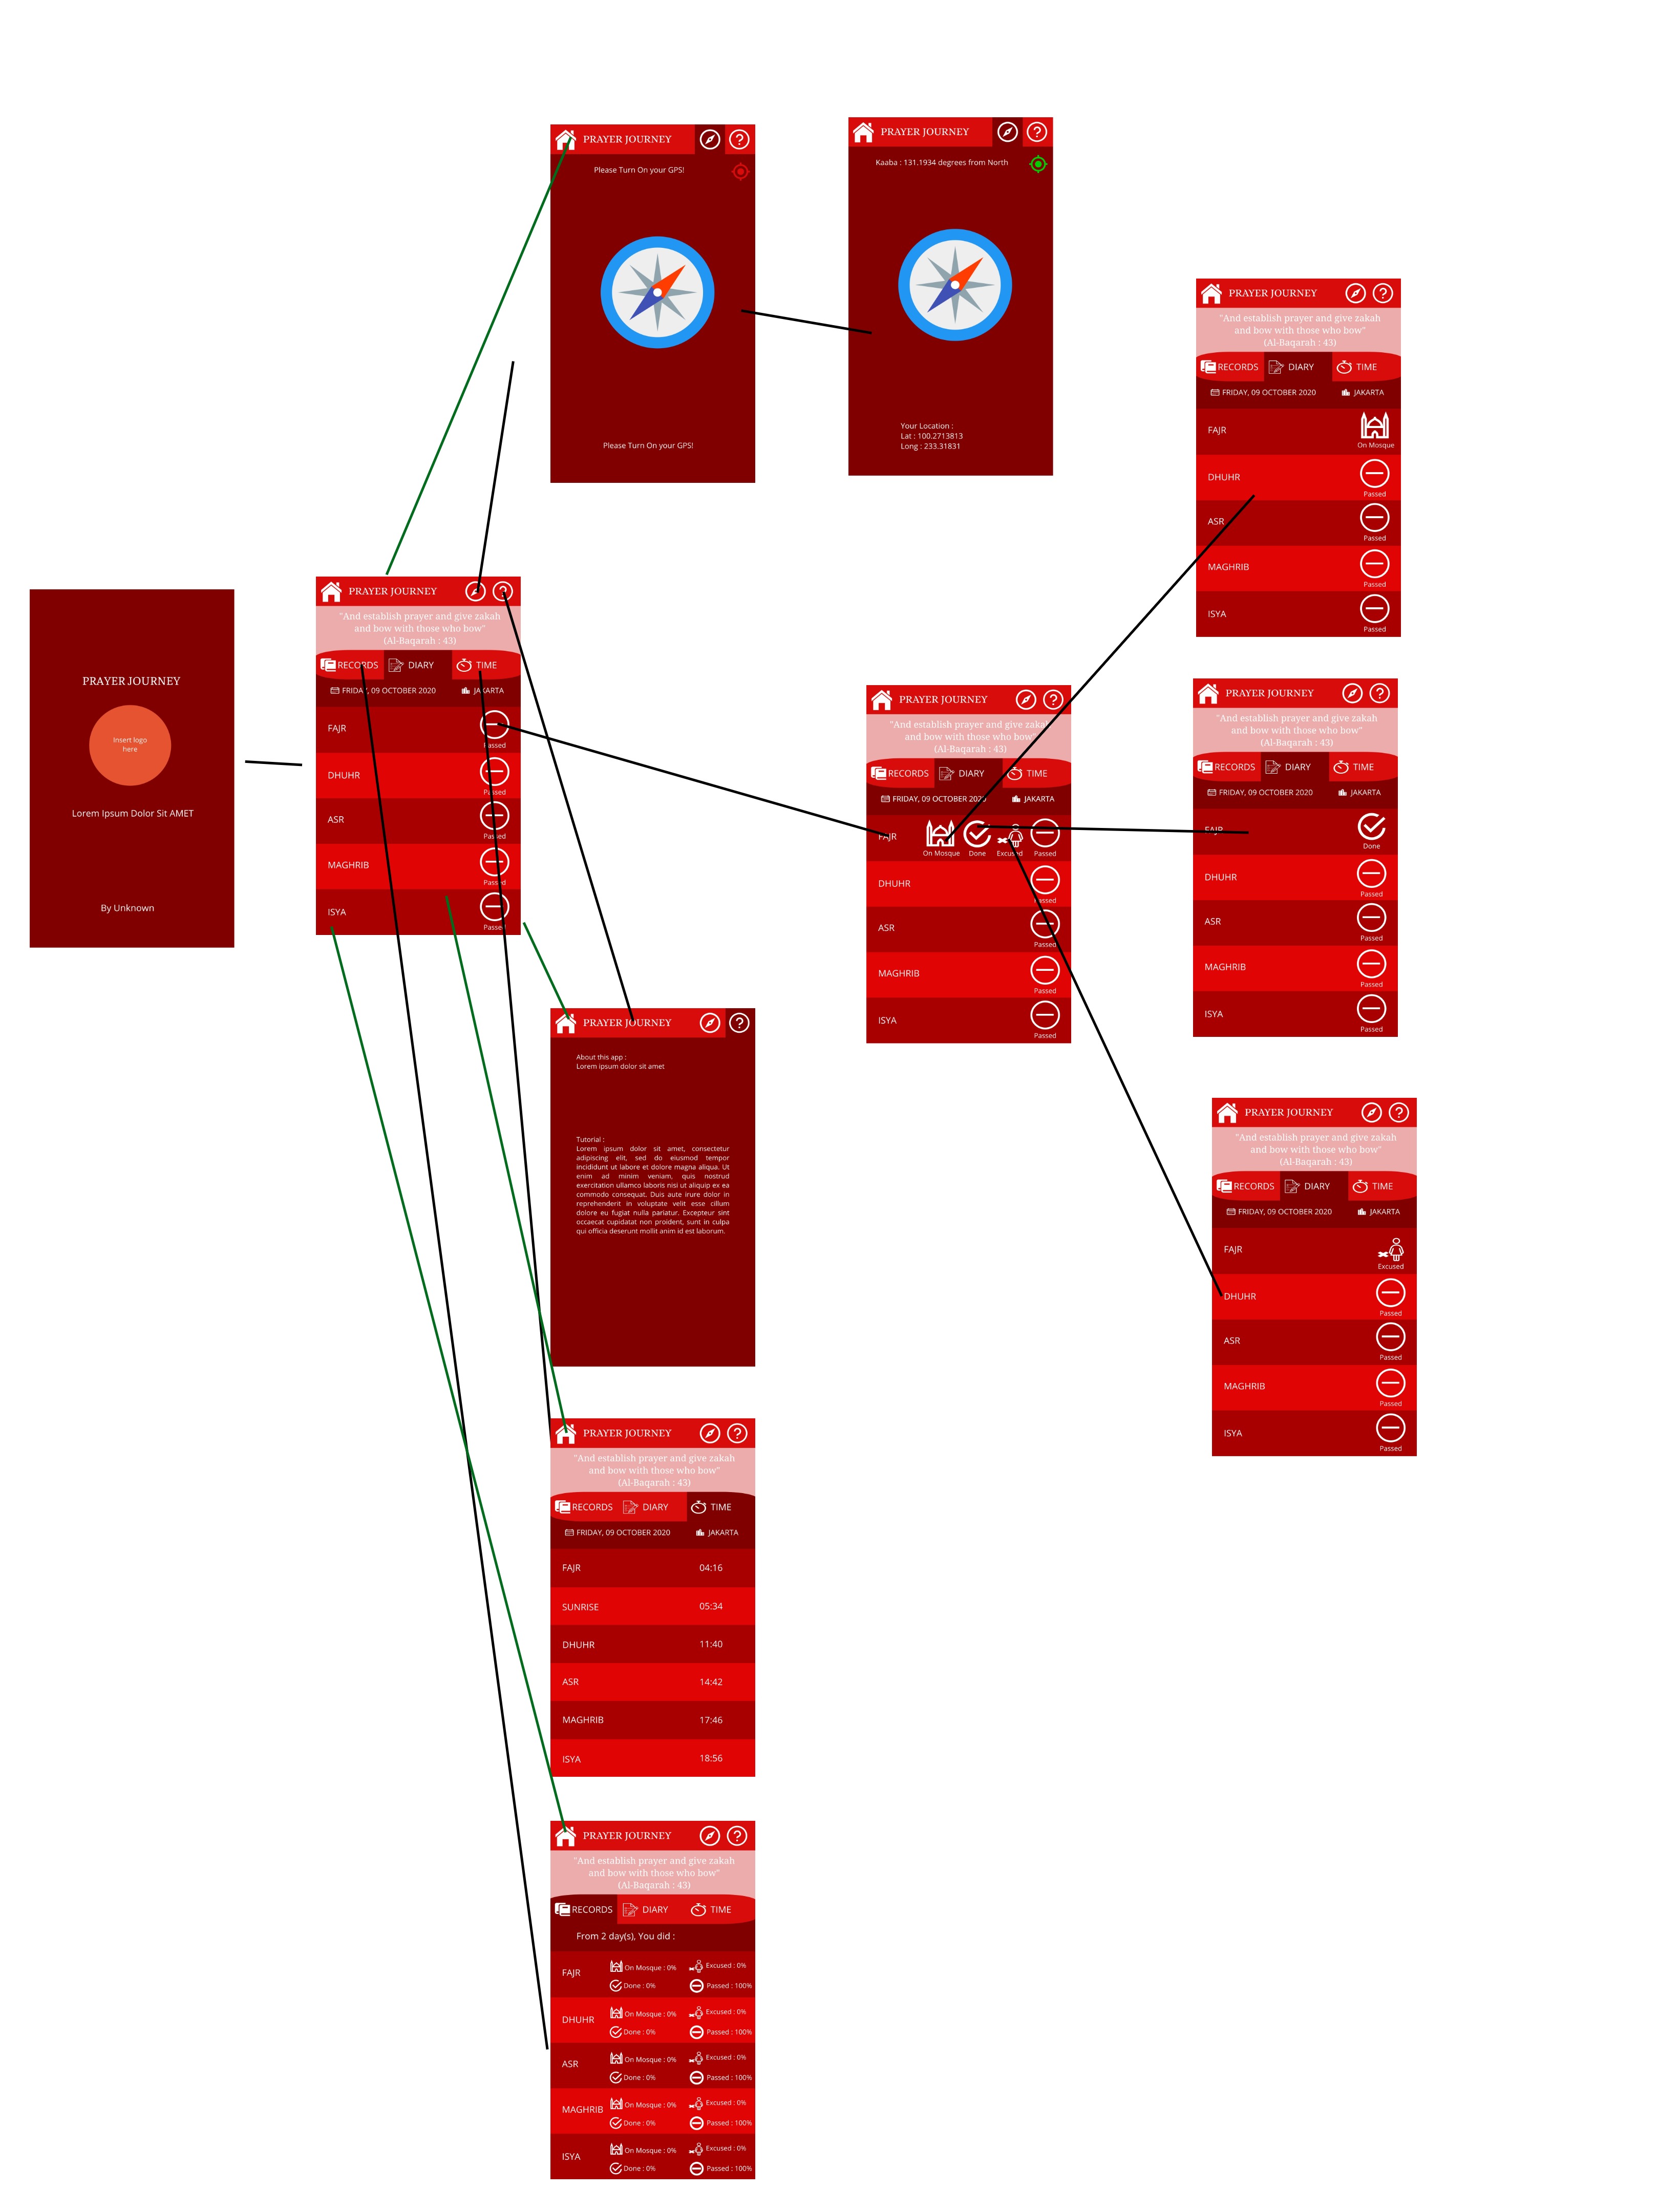 PRAYER JOURNEY
Please Turn On your GPS!
Please Turn On your GPS!
PRAYER JOURNEY
Kaaba : 131.1934 degrees from North
Your Location :
Lat : 100.2713813
Long : 233.31831
PRAYER JOURNEY
"And establish prayer and give zakah
and bow with those who bow"
(Al-Baqarah : 43)
RECORDS DIARY TIME
FRIDAY, 09 OCTOBER 2020 JAKARTA
FAJR On Mosque
DHUHR Passed
ASR Passed
MAGHRIB Passed
ISYA Passed
PRAYER JOURNEY
Insert logo
here
Lorem Ipsum Dolor Sit AMET
By Unknown
PRAYER JOURNEY
"And establish prayer and give zakah
and bow with those who bow"
(Al-Baqarah : 43)
RECORDS DIARY TIME
FRIDAY, 09 OCTOBER 2020 JAKARTA
FAJR Passed
DHUHR Passed
ASR Passed
MAGHRIB Passed
ISYA Passed
PRAYER JOURNEY
"And establish prayer and give zakah
and bow with those who bow"
(Al-Baqarah : 43)
RECORDS DIARY TIME
FRIDAY, 09 OCTOBER 2020 JAKARTA
FAJR On Mosque Done Excused Passed
DHUHR Passed
ASR Passed
MAGHRIB Passed
ISYA Passed
PRAYER JOURNEY
"And establish prayer and give zakah
and bow with those who bow"
(Al-Baqarah : 43)
RECORDS DIARY TIME
FRIDAY, 09 OCTOBER 2020 JAKARTA
FAJR Done
DHUHR Passed
ASR Passed
MAGHRIB Passed
ISYA Passed
PRAYER JOURNEY
About this app :
Lorem ipsum dolor sit amet
Tutorial :
Lorem ipsum dolor sit amet, consectetur
adipiscing elit, sed do eiusmod tempor
incididunt ut labore et dolore magna aliqua. Ut
enim ad minim veniam, quis nostrud
exercitation ullamco laboris nisi ut aliquip ex ea
commodo consequat. Duis aute irure dolor in
reprehenderit in voluptate velit esse cillum
dolore eu fugiat nulla pariatur. Excepteur sint
occaecat cupidatat non proident, sunt in culpa
qui officia deserunt mollit anim id est laborum.
PRAYER JOURNEY
"And establish prayer and give zakah
and bow with those who bow"
(Al-Baqarah : 43)
RECORDS DIARY TIME
FRIDAY, 09 OCTOBER 2020 JAKARTA
FAJR Excused
DHUHR Passed
ASR Passed
MAGHRIB Passed
ISYA Passed
PRAYER JOURNEY
"And establish prayer and give zakah
and bow with those who bow"
(Al-Baqarah : 43)
RECORDS DIARY TIME
FRIDAY, 09 OCTOBER 2020 JAKARTA
FAJR 04:16
SUNRISE 05:34
DHUHR 11:40
ASR 14:42
MAGHRIB 17:46
ISYA 18:56
PRAYER JOURNEY
"And establish prayer and give zakah
and bow with those who bow"
(Al-Baqarah : 43)
RECORDS DIARY TIME
From 2 day(s), You did :
FAJR On Mosque : 0% Excused : 0%
Done : 0% Passed : 100%
DHUHR On Mosque : 0% Excused : 0%
Done : 0% Passed : 100%
ASR On Mosque : 0% Excused : 0%
Done : 0% Passed : 100%
MAGHRIB On Mosque : 0% Excused : 0%
Done : 0% Passed : 100%
ISYA On Mosque : 0% Excused : 0%
Done : 0% Passed : 100%